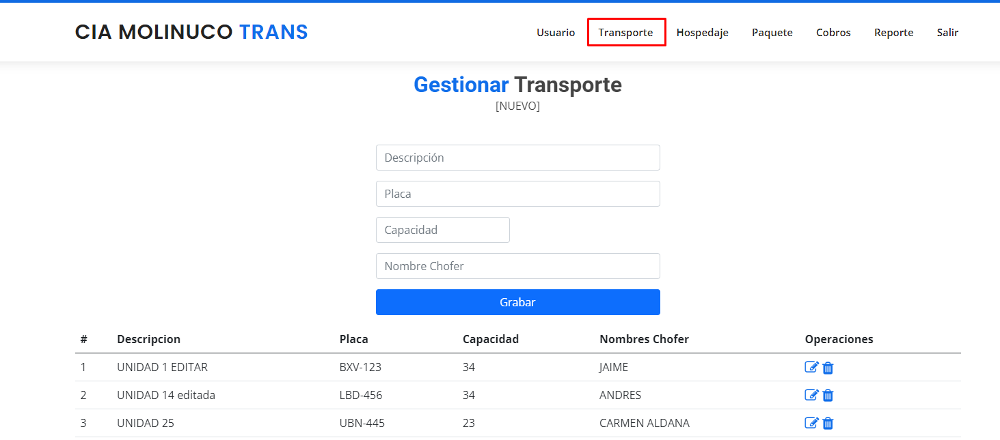 CIA MOLINUCO TRANS
Usuario Transporte Hospedaje Paquete Cobros Reporte Salir
Gestionar Transporte
[NUEVO]
Descripción
Placa
Capacidad
Nombre Chofer
Grabar
# Descripcion Placa Capacidad Nombres Chofer Operaciones
1 UNIDAD 1 EDITAR BXV-123 34 JAIME
2 UNIDAD 14 editada LBD-456 34 ANDRES
3 UNIDAD 25 UBN-445 23 CARMEN ALDANA